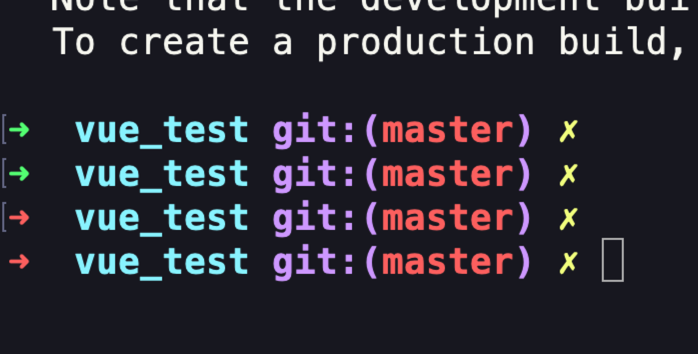 Note that the development bui
To create a production build,
[➜ vue_test git:(master) ✗
[➜ vue_test git:(master) ✗
[➜ vue_test git:(master) ✗
➜ vue_test git:(master) ✗